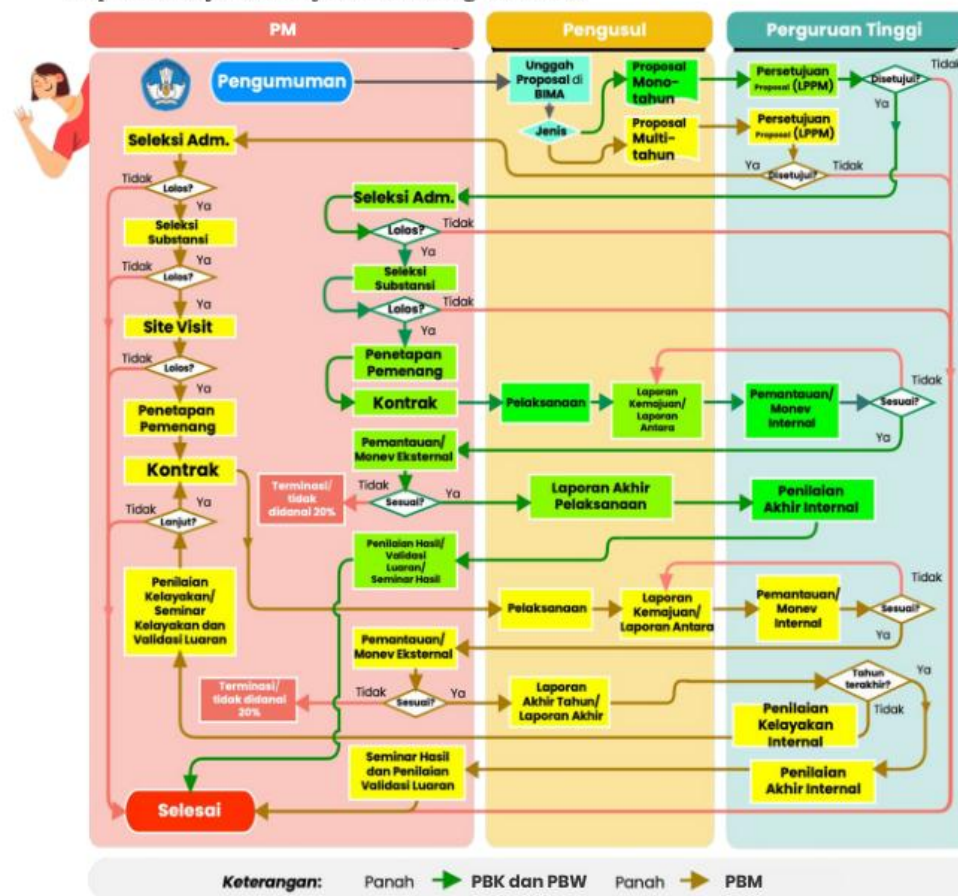 PM
Pengusul
Perguruan Tinggi
Pengumuman
Unggah
Proposal di
BIMA
Jenis
Proposal
Mono-
tahun
Proposal
Multi-
tahun
Persetujuan
Proposal (LPPM)
Disetujui?
Tidak
Ya
Persetujuan
Proposal (LPPM)
Disetujui?
Ya
Tidak
Seleksi Adm.
Tidak
Lolos?
Ya
Seleksi
Substansi
Tidak
Lolos?
Ya
Ya
Site Visit
Tidak
Lolos?
Ya
Penetapan
Pemenang
Kontrak
Ya
Tidak
Lanjut?
Penilaian
Kelayakan/
Seminar
Kelayakan dan
Validasi Luaran
Seleksi Adm.
Tidak
Lolos?
Ya
Seleksi
Substansi
Tidak
Lolos?
Ya
Penetapan
Pemenang
Kontrak
Pelaksanaan
Laporan
Kemajuan/
Laporan
Antara
Pemantauan/
Monev
Internal
Tidak
Sesuai?
Ya
Pemantauan/
Monev Eksternal
Terminasi/
tidak
didanai 20%
Tidak
Sesuai?
Ya
Laporan Akhir
Pelaksanaan
Penilaian
Akhir Internal
Penilaian Hasil/
Validasi
Luaran/
Seminar Hasil
Pelaksanaan
Laporan
Kemajuan/
Laporan Antara
Pemantauan/
Monev
Internal
Tidak
Sesuai?
Ya
Pemantauan/
Monev Eksternal
Terminasi/
tidak didanai
20%
Tidak
Sesuai?
Ya
Laporan
Akhir Tahun/
Laporan Akhir
Tahun
terakhir?
Ya
Tidak
Penilaian
Kelayakan
Internal
Penilaian
Akhir Internal
Seminar Hasil
dan Penilaian
Validasi Luaran
Selesai
Keterangan: Panah PBK dan PBW Panah PBM